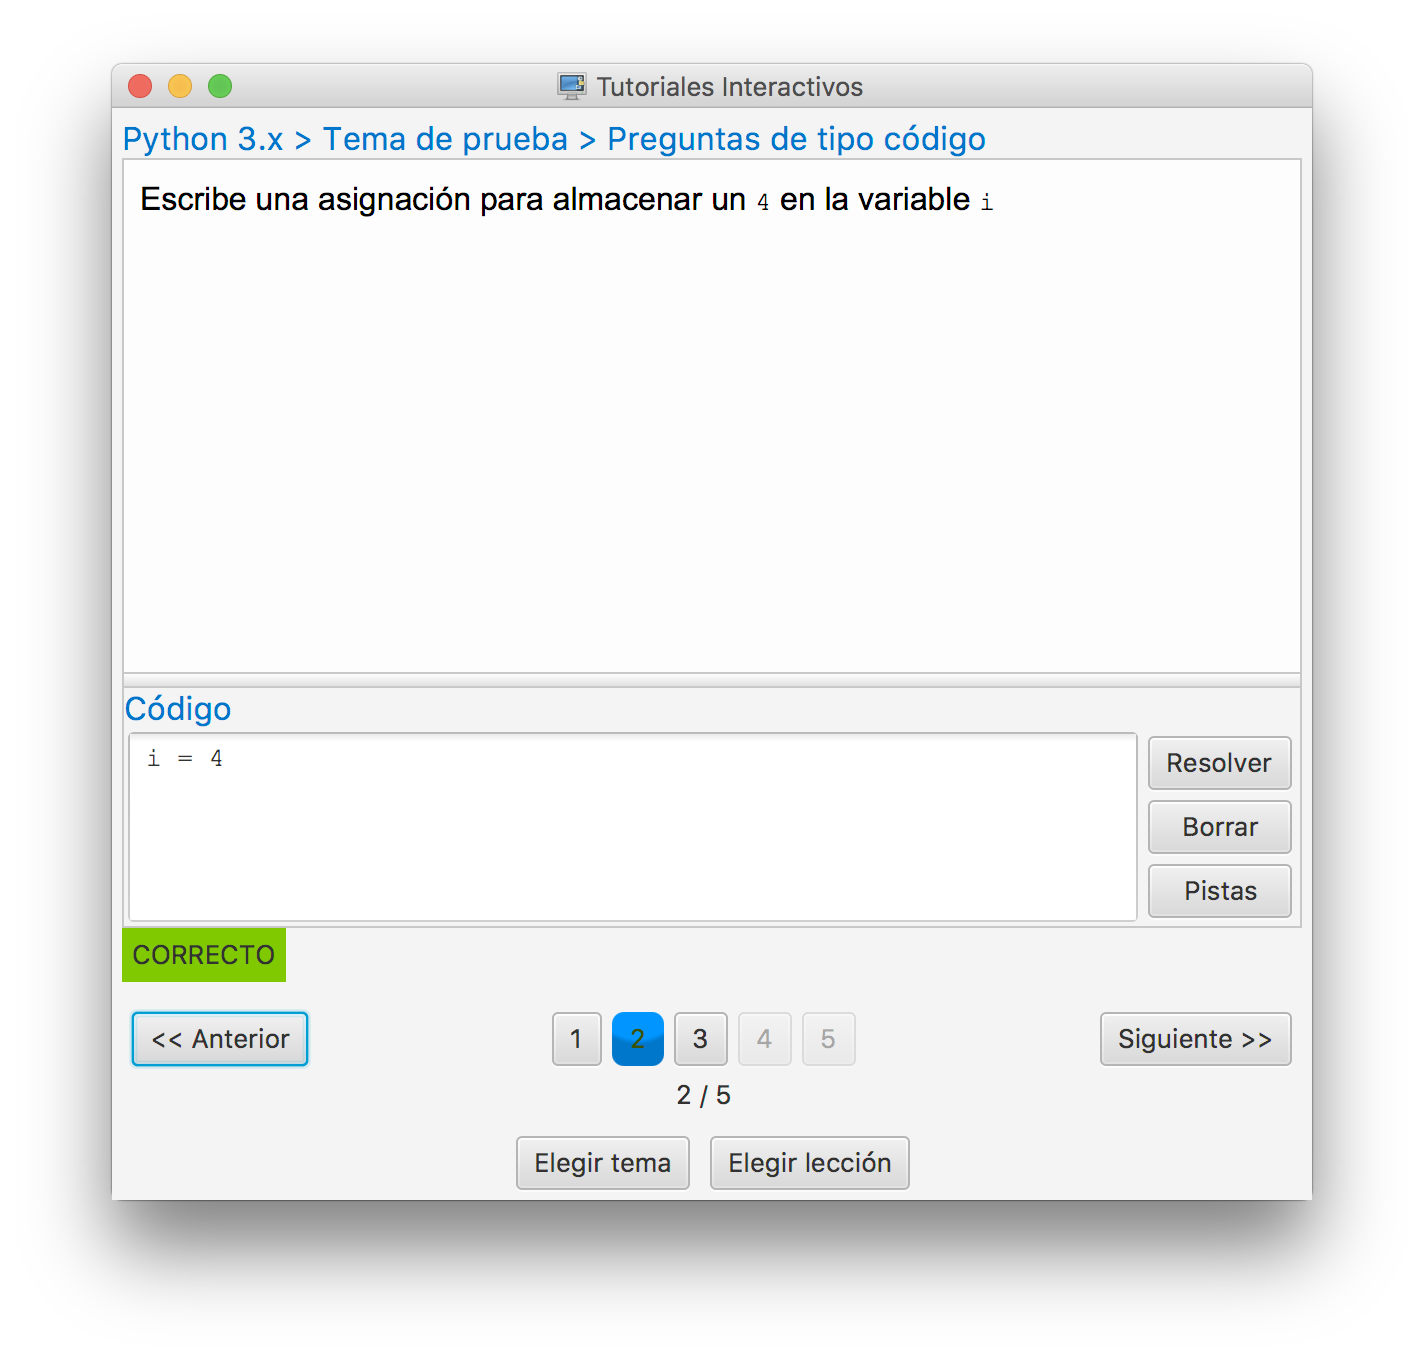 Tutoriales Interactivos
Python 3.x > Tema de prueba > Preguntas de tipo código
Escribe una asignación para almacenar un 4 en la variable i
Código
i = 4
Resolver
Borrar
Pistas
CORRECTO
<< Anterior
1 2 3 4 5
Siguiente >>
2 / 5
Elegir tema
Elegir lección